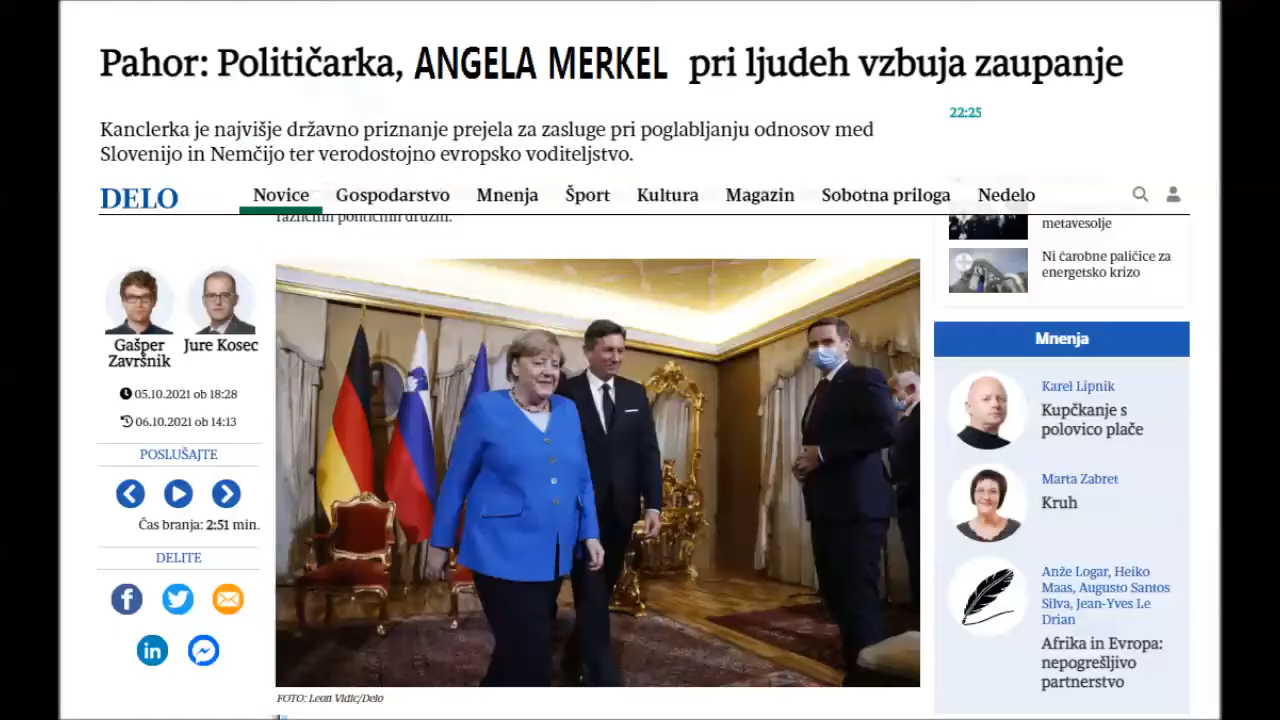 Pahor: Političarka, ANGELA MERKEL pri ljudeh vzbuja zaupanje
22:25
Kanclerka je najvišje državno priznanje prejela za zasluge pri poglabljanju odnosov med
Slovenijo in Nemčijo ter verodostojno evropsko voditeljstvo.
DELO
Novice Gospodarstvo Mnenja Šport Kultura Magazin Sobotna priloga Nedelo
različnih političnih družin.
metavesolje
Ni čarobne paličice za
energetsko krizo
Gašper
Završnik
Jure Kosec
05.10.2021 ob 18:28
06.10.2021 ob 14:13
POSLUŠAJTE
Čas branja: 2:51 min.
DELITE
FOTO: Leon Vidic/Delo
Mnenja
Karel Lipnik
Kupčkanje s
polovico plače
Marta Zabret
Kruh
Anže Logar, Heiko
Maas, Augusto Santos
Silva, Jean-Yves Le
Drian
Afrika in Evropa:
nepogrešljivo
partnerstvo